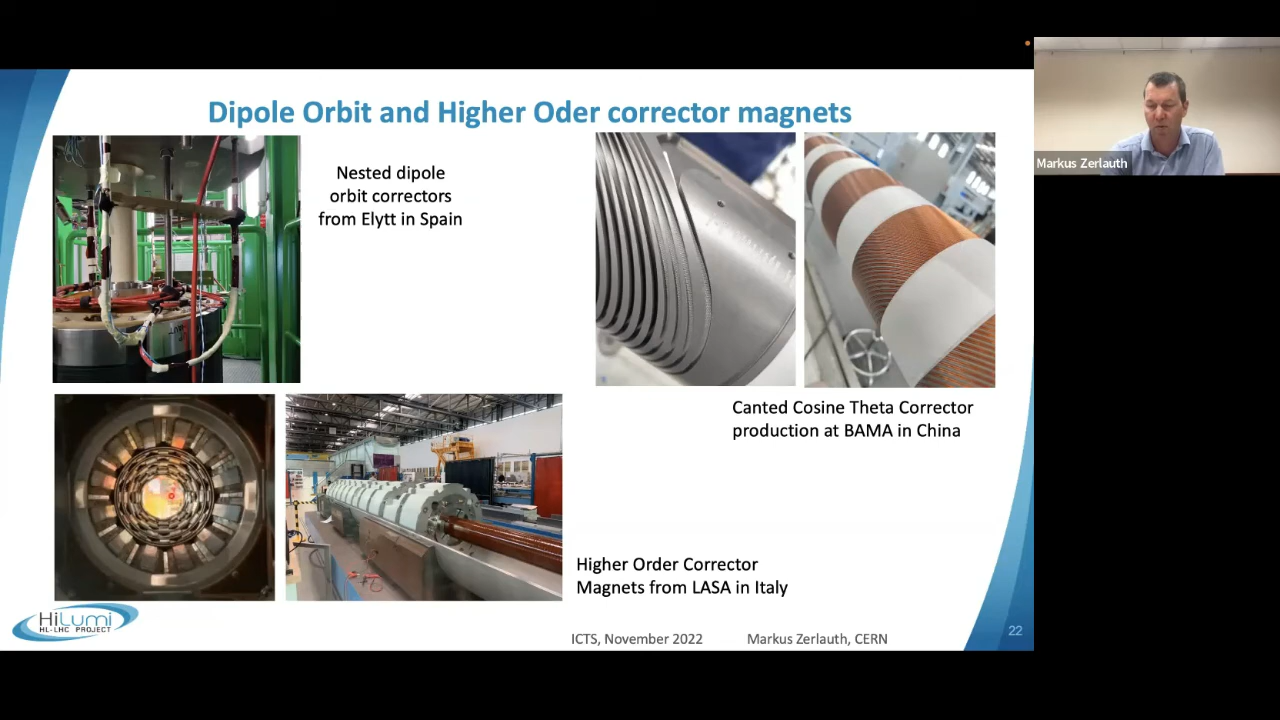 Dipole Orbit and Higher Oder corrector magnets
Nested dipole
orbit correctors
from Elytt in Spain
Canted Cosine Theta Corrector
production at BAMA in China
Higher Order Corrector
Magnets from LASA in Italy
HiLumi
HL-LHC PROJECT
ICTS, November 2022
Markus Zerlauth, CERN
22
Markus Zerlauth